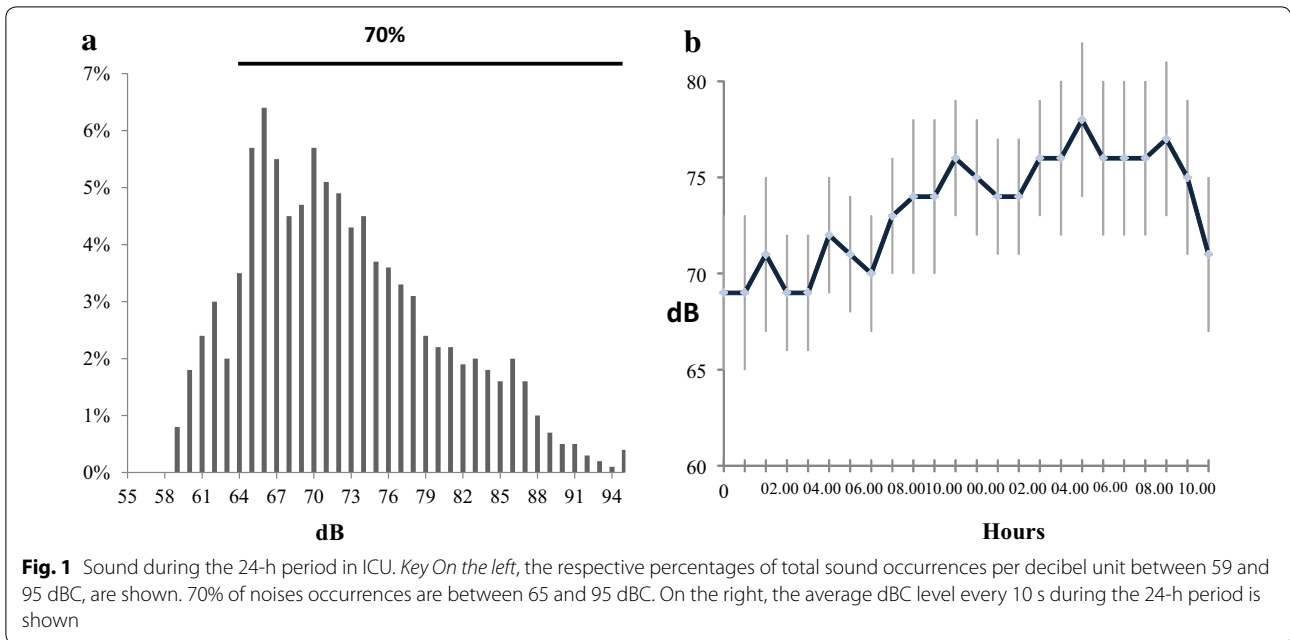 a
70%
7%
6%
5%
4%
3%
2%
1%
0%
55 58 61 64 67 70 73 76 79 82 85 88 91 94
dB
b
80
75
70
dB
65
60
0 02.00 04.00 06.00 08.00 10.00 00.00 02.00 04.00 06.00 08.00 10.00
Hours
Fig. 1 Sound during the 24-h period in ICU. Key On the left, the respective percentages of total sound occurrences per decibel unit between 59 and
95 dBC, are shown. 70% of noises occurrences are between 65 and 95 dBC. On the right, the average dBC level every 10 s during the 24-h period is
shown